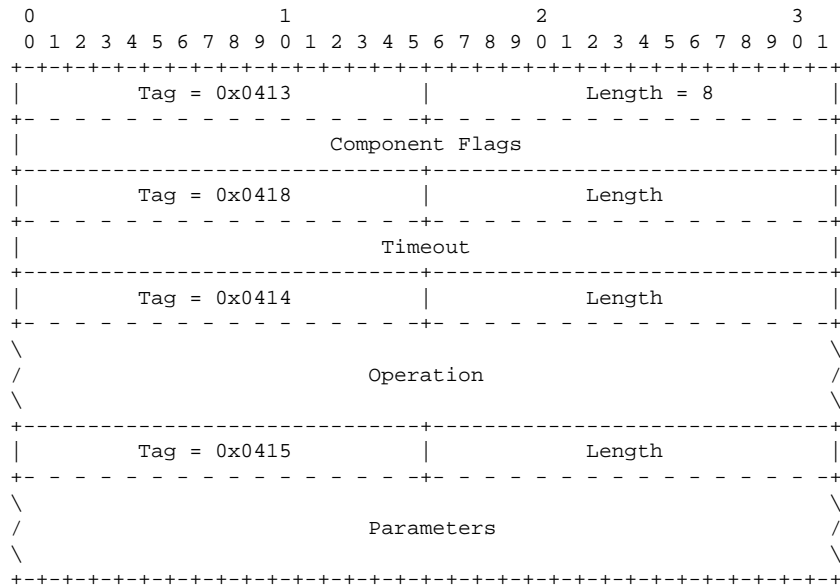 0                   1                   2                   3
 0 1 2 3 4 5 6 7 8 9 0 1 2 3 4 5 6 7 8 9 0 1 2 3 4 5 6 7 8 9 0 1
+-+-+-+-+-+-+-+-+-+-+-+-+-+-+-+-+-+-+-+-+-+-+-+-+-+-+-+-+-+-+-+-+
|         Tag = 0x0413          |            Length = 8         |
+- - - - - - - - - - - - - - - -+- - - - - - - - - - - - - - - -+
|                        Component Flags                        |
+-------------------------------+-------------------------------+
|         Tag = 0x0418          |            Length             |
+- - - - - - - - - - - - - - - -+- - - - - - - - - - - - - - - -+
|                            Timeout                            |
+-------------------------------+-------------------------------+
|         Tag = 0x0414          |            Length             |
+- - - - - - - - - - - - - - - -+- - - - - - - - - - - - - - - -+
\                                                               \
/                           Operation                           /
\                                                               \
+-------------------------------+-------------------------------+
|         Tag = 0x0415          |            Length             |
+- - - - - - - - - - - - - - - -+- - - - - - - - - - - - - - - -+
\                                                               \
/                           Parameters                          /
\                                                               \
+-+-+-+-+-+-+-+-+-+-+-+-+-+-+-+-+-+-+-+-+-+-+-+-+-+-+-+-+-+-+-+-+